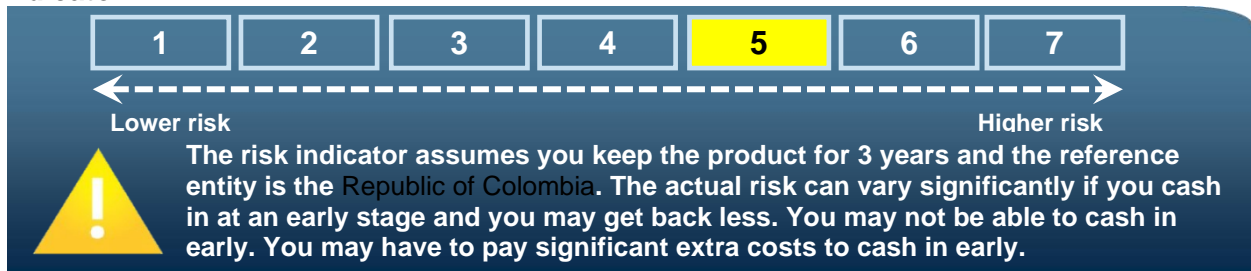 1 2 3 4 5 6 7
Lower risk Higher risk
The risk indicator assumes you keep the product for 3 years and the reference
entity is the Republic of Colombia. The actual risk can vary significantly if you cash
in at an early stage and you may get back less. You may not be able to cash in
early. You may have to pay significant extra costs to cash in early.